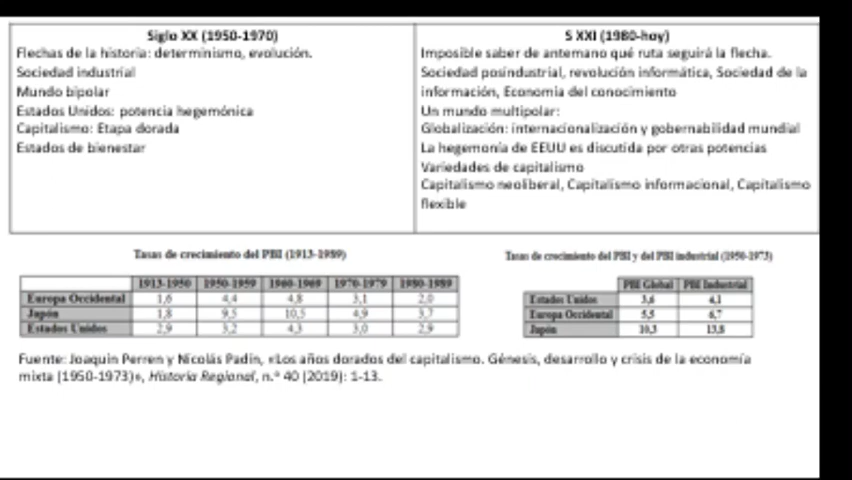 Siglo XX (1950-1970)
Flechas de la historia: determinismo, evolución.
Sociedad industrial
Mundo bipolar
Estados Unidos: potencia hegemónica
Capitalismo: Etapa dorada
Estados de bienestar
S XXI (1980-hoy)
Imposible saber de antemano qué ruta seguirá la flecha.
Sociedad posindustrial, revolución informática, Sociedad de la
información, Economía del conocimiento
Un mundo multipolar:
Globalización: internacionalización y gobernabilidad mundial
La hegemonía de EEUU es discutida por otras potencias
Variedades de capitalismo
Capitalismo neoliberal, Capitalismo informacional, Capitalismo
flexible
Tasas de crecimiento del PBI (1913-1989)
1913-1950 1950-1959 1960-1969 1970-1979 1980-1989
Europa Occidental 1,6 4,4 4,8 3,1 2,0
Japón 1,8 9,5 10,5 4,9 3,7
Estados Unidos 2,9 3,2 4,3 3,0 2,9
Tasas de crecimiento del PBI y del PBI industrial (1950-1973)
PBI Global PBI Industrial
Estados Unidos 3,6 4,1
Europa Occidental 5,5 6,7
Japón 10,3 13,8
Fuente: Joaquin Perren y Nicolás Padin, «Los años dorados del capitalismo. Génesis, desarrollo y crisis de la economía
mixta (1950-1973)», Historia Regional, n.º 40 (2019): 1-13.